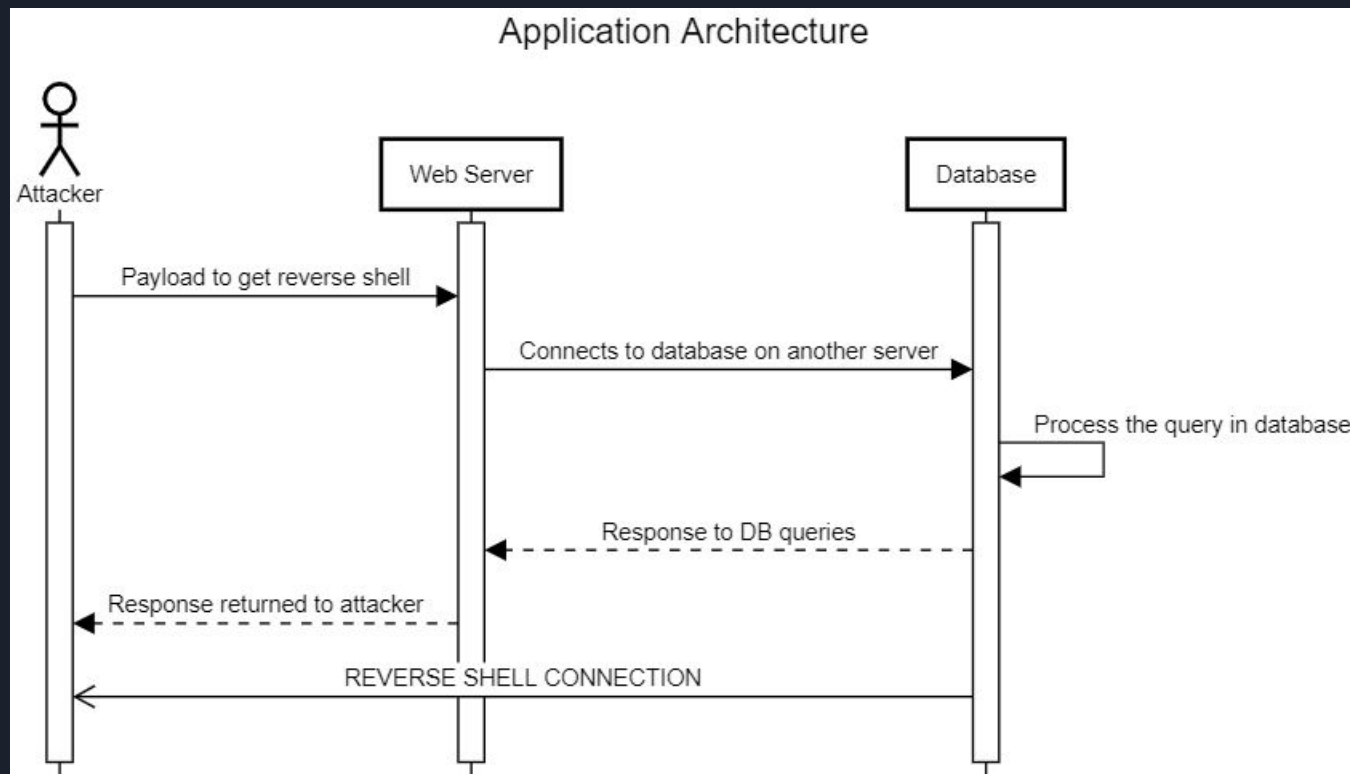 Application Architecture
Attacker
Web Server
Database
Payload to get reverse shell
Connects to database on another server
Process the query in database
Response to DB queries
Response returned to attacker
REVERSE SHELL CONNECTION